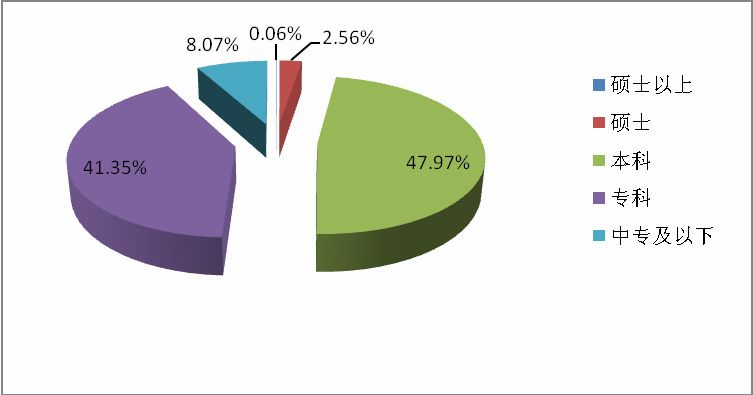 0.06%
2.56%
8.07%
47.97%
41.35%
硕士以上
硕士
本科
专科
中专及以下